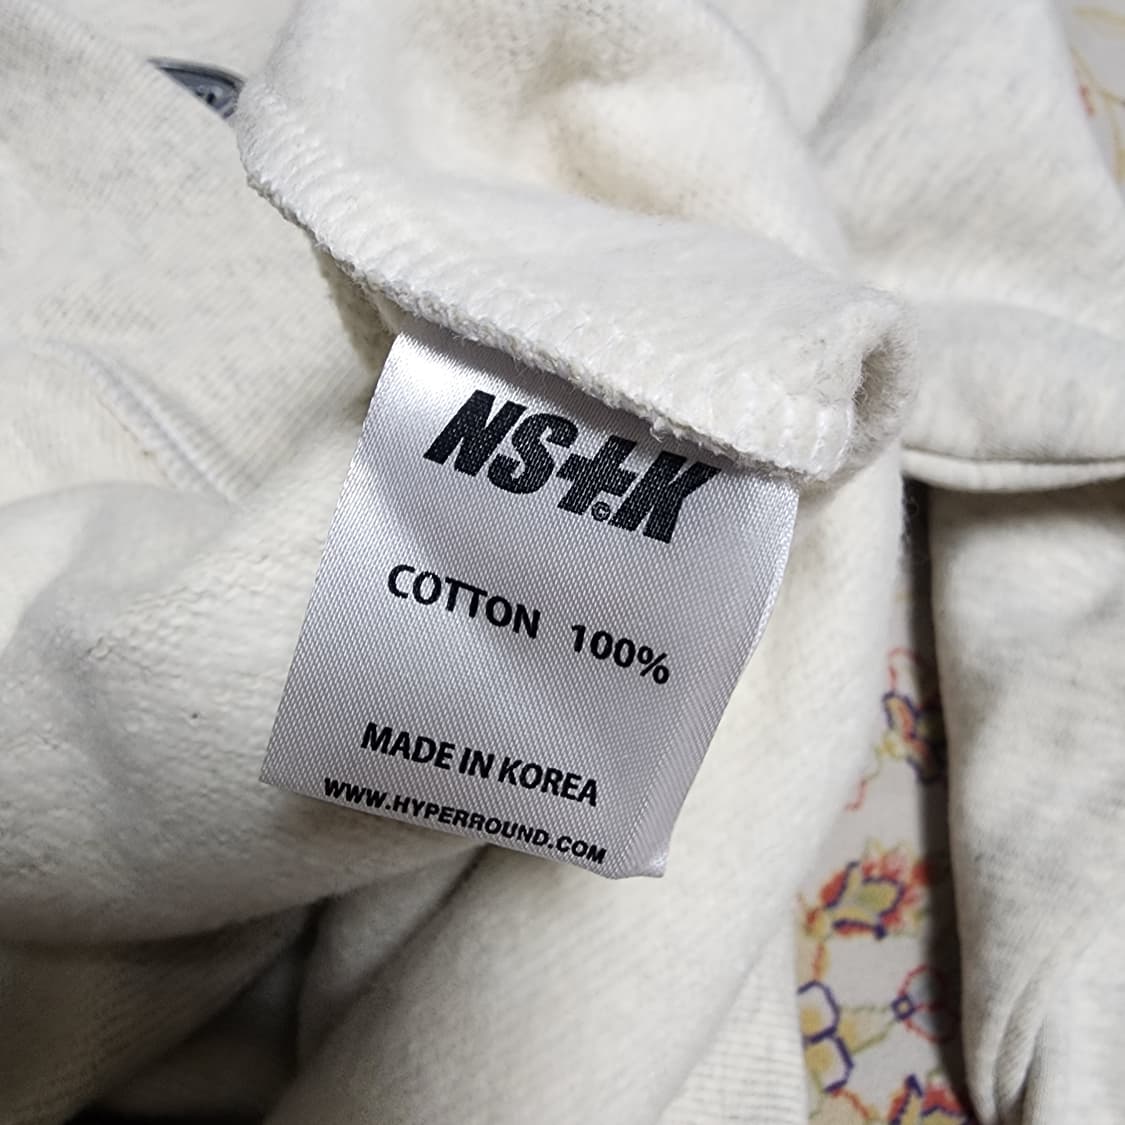 NS†K
©
COTTON 100%
MADE IN KOREA
WWW.HYPERROUND.COM